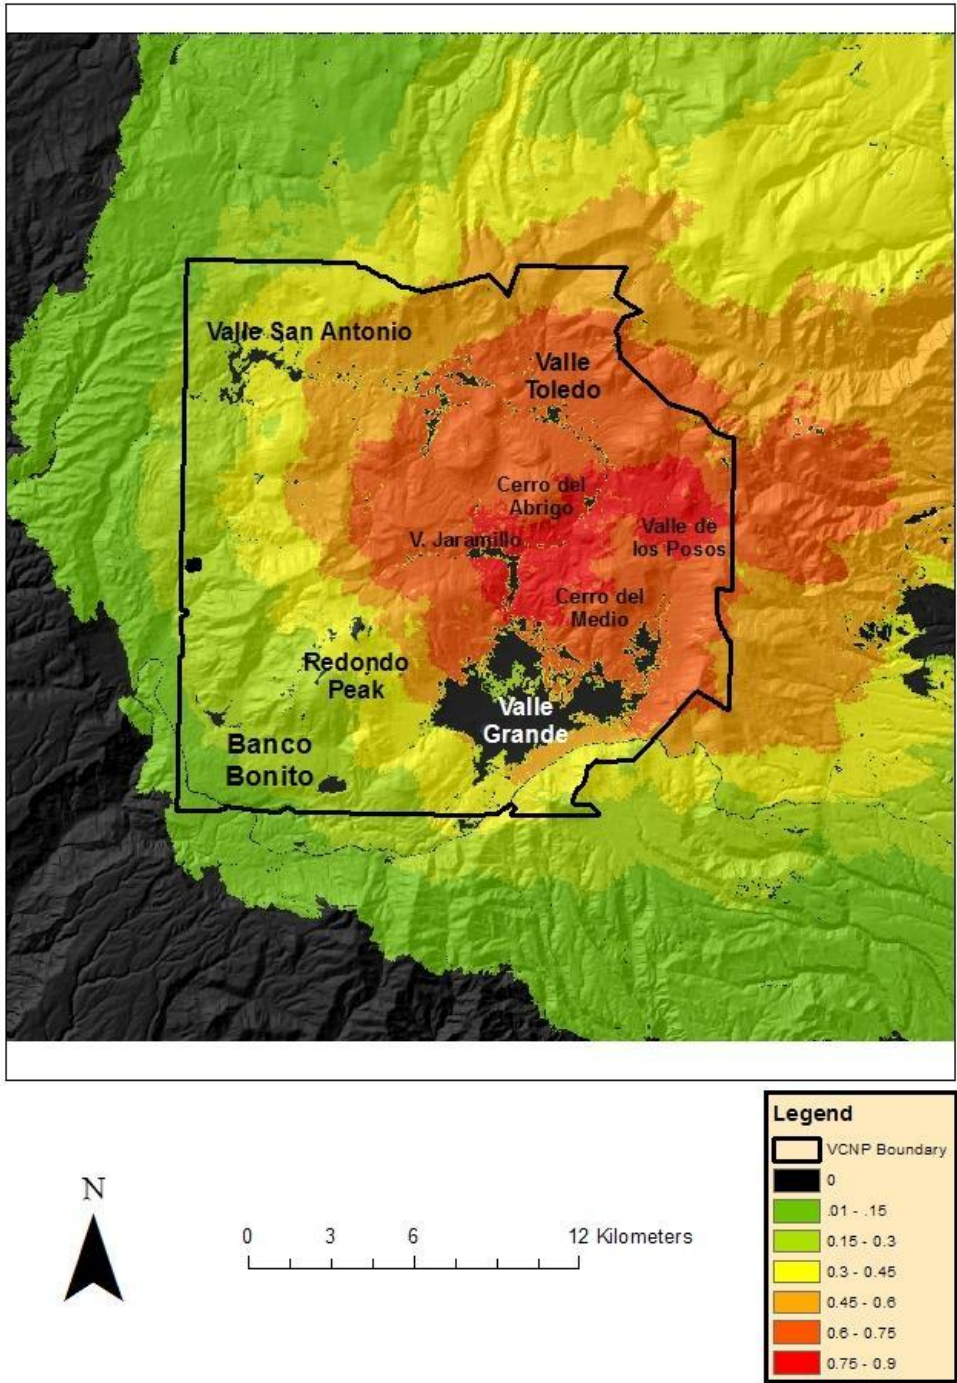 Valle San Antonio
Valle
Toledo
Cerro del
Abrigo
V. Jaramillo
Valle de
los Posos
Cerro del
Medio
Redondo
Peak
Valle
Grande
Banco
Bonito
N
0 3 6 12 Kilometers
Legend
VCNP Boundary
0
.01 - .15
0.15 - 0.3
0.3 - 0.45
0.45 - 0.6
0.6 - 0.75
0.75 - 0.9